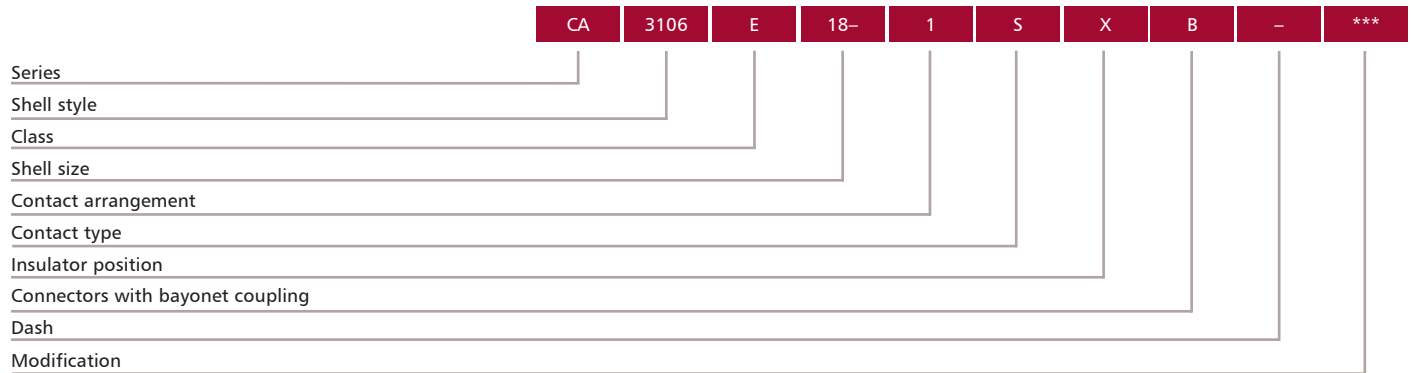 CA 3106 E 18– 1 S X B – ***
Series
Shell style
Class
Shell size
Contact arrangement
Contact type
Insulator position
Connectors with bayonet coupling
Dash
Modification